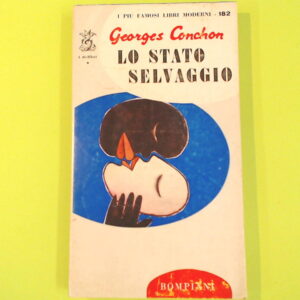 I PIÙ FAMOSI LIBRI MODERNI - 182
Georges Conchon
LO STATO
SELVAGGIO
BOMPIANI